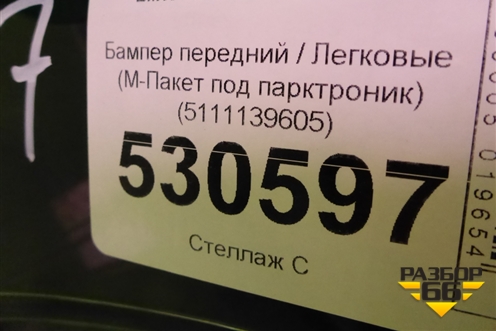 7
Бампер передний / Легковые
(М-Пакет под парктроник)
(5111139605)
530597
Стеллаж С
РАЗБОР
66